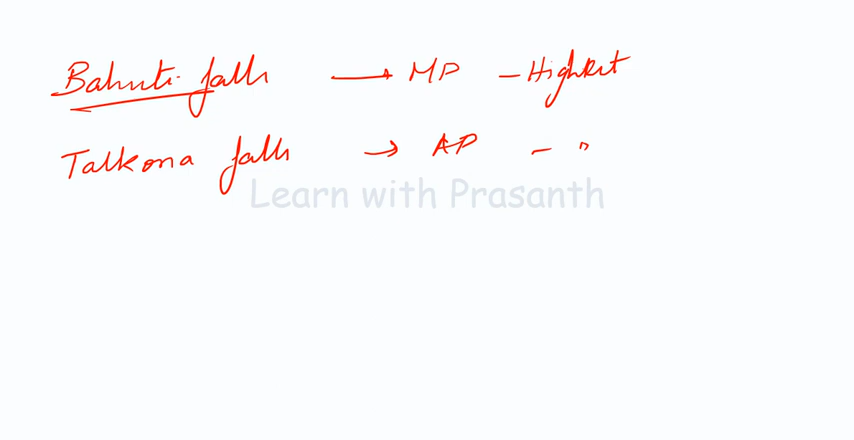 Bahuti falls → MP - Highest
Talkona falls → AP - "
Learn with Prasanth